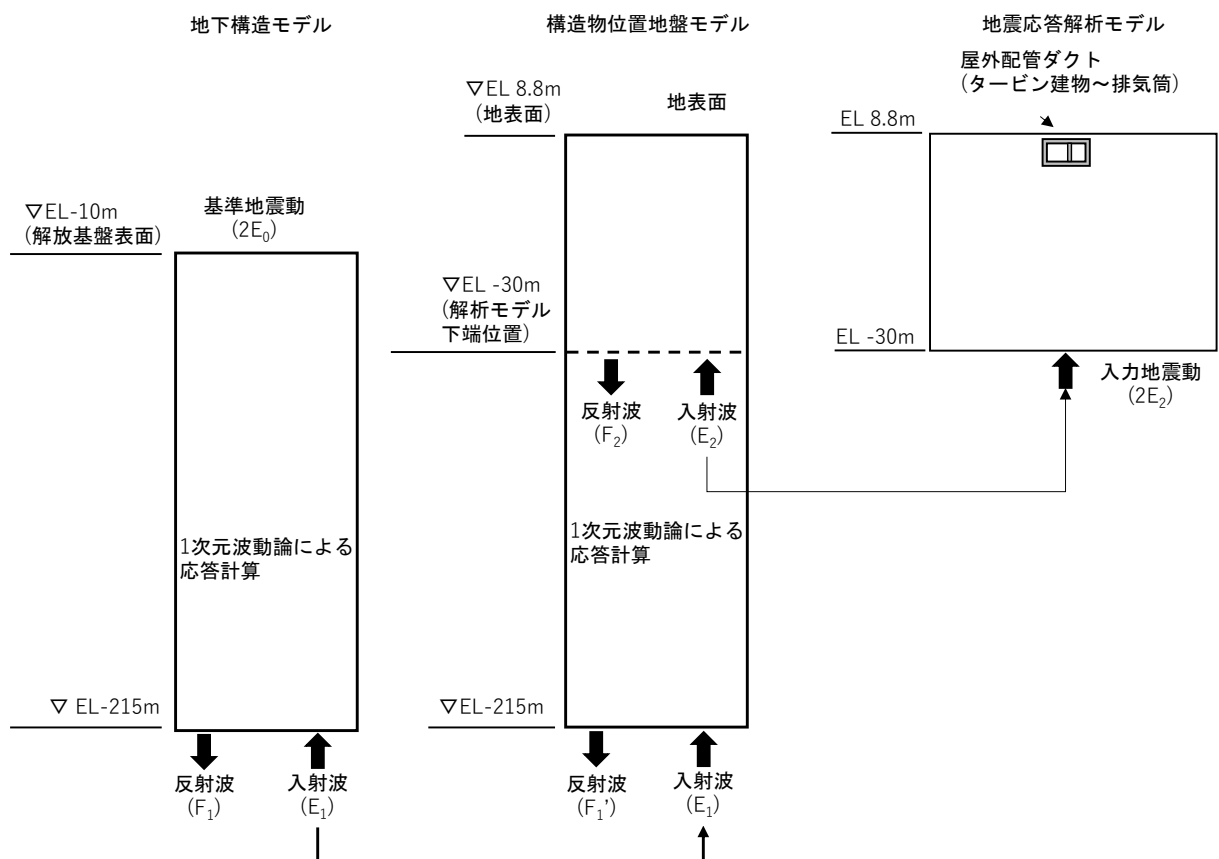 地下構造モデル
▽EL-10m
(解放基盤表面)
基準地震動
(2E₀)
1次元波動論による
応答計算
▽ EL-215m
反射波
(F₁)
入射波
(E₁)
構造物位置地盤モデル
▽EL 8.8m
(地表面)
地表面
▽EL -30m
(解析モデル
下端位置)
反射波
(F₂)
入射波
(E₂)
1次元波動論による
応答計算
▽EL-215m
反射波
(F₁')
入射波
(E₁)
地震応答解析モデル
屋外配管ダクト
(タービン建物～排気筒)
EL 8.8m
EL -30m
入力地震動
(2E₂)